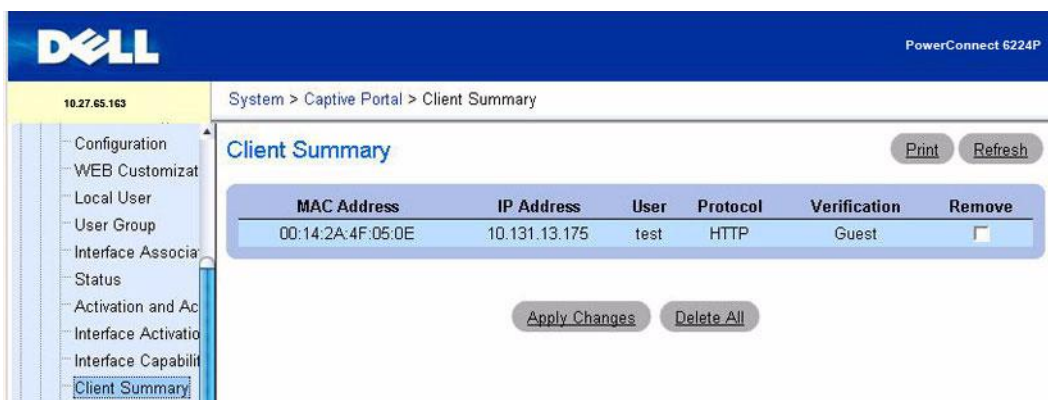 DELL
PowerConnect 6224P
10.27.65.163
System > Captive Portal > Client Summary
Configuration
WEB Customizat
Local User
User Group
Interface Associat
Status
Activation and Ac
Interface Activatio
Interface Capabilit
Client Summary
Client Summary
Print Refresh
MAC Address IP Address User Protocol Verification Remove
00:14:2A:4F:05:0E 10.131.13.175 test HTTP Guest
Apply Changes Delete All